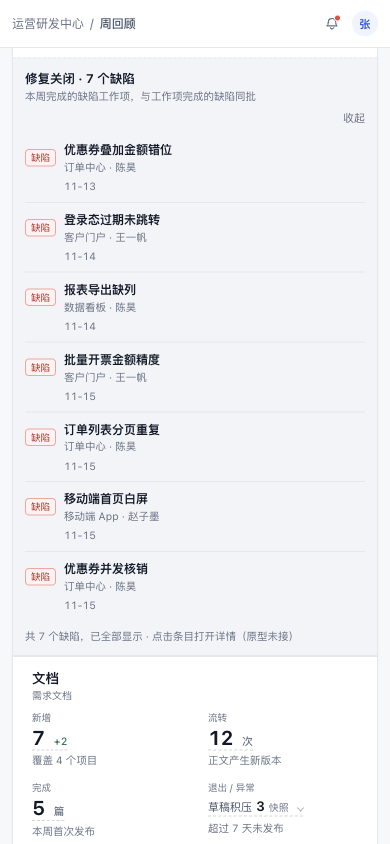 运营研发中心 / 周回顾
张
修复关闭 · 7 个缺陷
本周完成的缺陷工作项，与工作项完成的缺陷同批
收起
缺陷
优惠券叠加金额错位
订单中心 · 陈昊
11-13
缺陷
登录态过期未跳转
客户门户 · 王一帆
11-14
缺陷
报表导出缺列
数据看板 · 陈昊
11-14
缺陷
批量开票金额精度
客户门户 · 王一帆
11-15
缺陷
订单列表分页重复
订单中心 · 陈昊
11-15
缺陷
移动端首页白屏
移动端 App · 赵子墨
11-15
缺陷
优惠券并发核销
订单中心 · 陈昊
11-15
共 7 个缺陷，已全部显示 · 点击条目打开详情（原型未接）
文档
需求文档
新增
7 +2
覆盖 4 个项目
流转
12 次
正文产生新版本
完成
5 篇
本周首次发布
退出 / 异常
草稿积压 3 快照
超过 7 天未发布